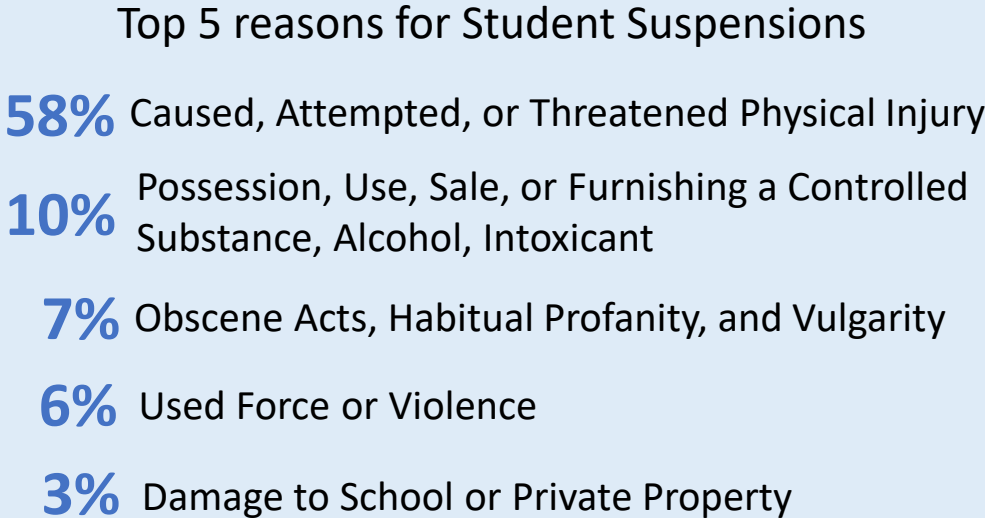 Top 5 reasons for Student Suspensions
58% Caused, Attempted, or Threatened Physical Injury
10% Possession, Use, Sale, or Furnishing a Controlled
Substance, Alcohol, Intoxicant
7% Obscene Acts, Habitual Profanity, and Vulgarity
6% Used Force or Violence
3% Damage to School or Private Property